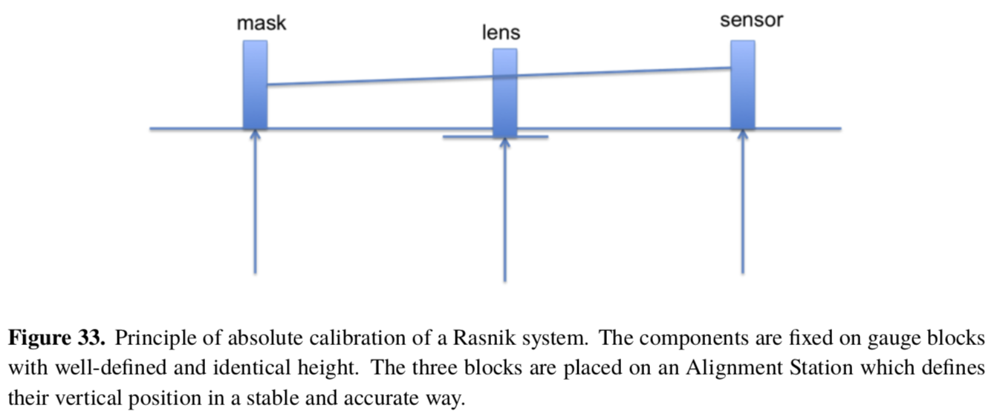 mask
lens
sensor
Figure 33. Principle of absolute calibration of a Rasnik system. The components are fixed on gauge blocks
with well-defined and identical height. The three blocks are placed on an Alignment Station which defines
their vertical position in a stable and accurate way.